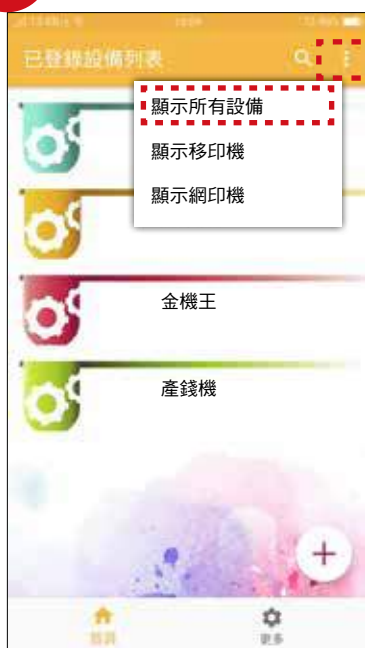 已登錄設備列表
顯示所有設備
顯示移印機
顯示網印機
金機王
產錢機
首頁
更多